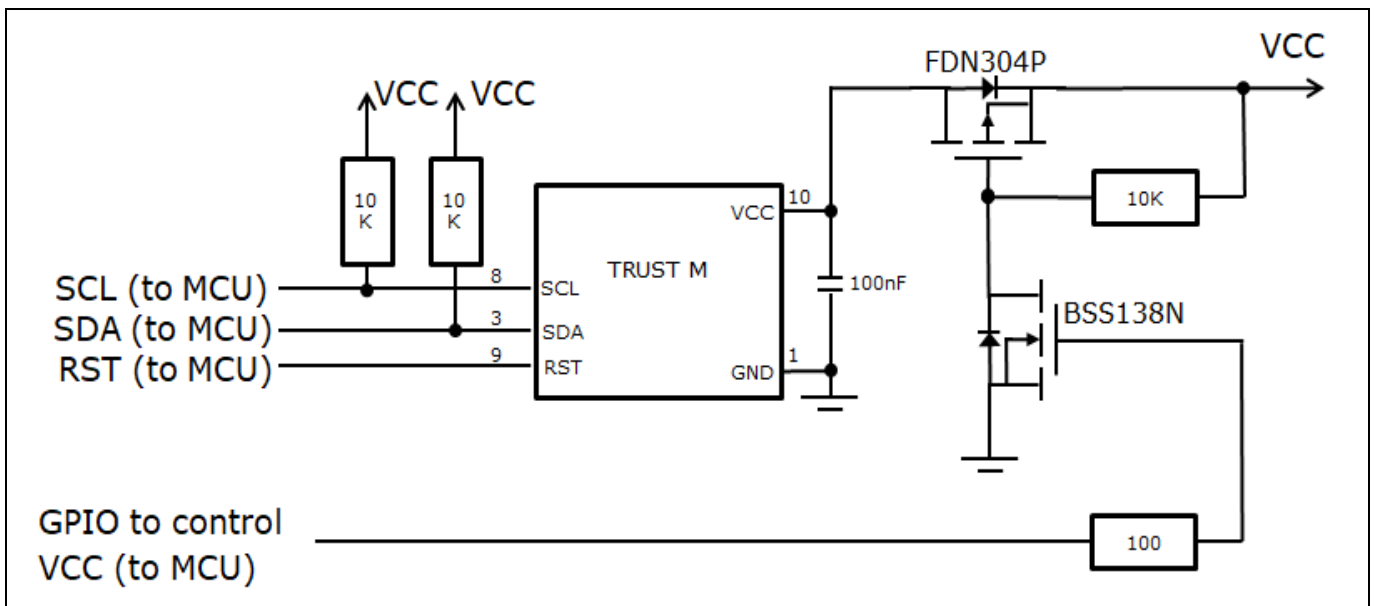 VCC
FDN304P
VCC VCC
10
K
10
K
10
VCC
10K
TRUST M
100nF
SCL (to MCU)
8
SCL
BSS138N
SDA (to MCU)
3
SDA
RST (to MCU)
9
RST
1
GND
GPIO to control
VCC (to MCU)
100